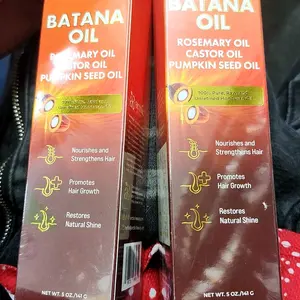 BATANA
OIL
ROSEMARY OIL
CASTOR OIL
PUMPKIN SEED OIL
Nourishes and
Strengthens Hair
Promotes
Hair Growth
Restores
Natural Shine
NET WT. 5 OZ./141 G
BATANA
OIL
ROSEMARY OIL
CASTOR OIL
PUMPKIN SEED OIL
Nourishes and
Strengthens Hair
Promotes
Hair Growth
Restores
Natural Shine
NET WT. 5 OZ./141 G